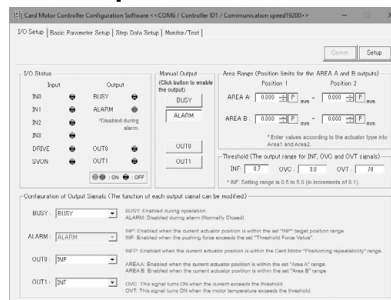 Card Motor Controller Configuration Software <<COM6 / Controller ID1 / Communication speed19200>>
I/O Setup | Basic Parameter Setup | Step Data Setup | Monitor/Test
Setup
I/O Status
Input Output
IN0 BUSY
IN1 ALARM
IN2 *Disabled during alarm.
IN3
DRIVE OUT0
SVON OUT1
: ON : OFF
Manual Output
(Click button to enable the output)
BUSY
ALARM
OUT0
OUT1
Area Range (Position limits for the AREA A and B outputs)
Position 1 Position 2
AREA A: 0.000 P mm - 0.000 P mm
AREA B: 0.000 P mm - 0.000 P mm
* Enter values according to the actuator type into Area1 and Area2.
Threshold (The output range for INF, OVC and OVT signals)
INF: 0.7 OVC: 3.0 OVT: 70
* INF: Setting range is 0.5 to 5.0 (in increments of 0.1)
Configuration of Output Signals (The function of each output signal can be modified)
BUSY: BUSY
ALARM: ALARM
OUT0: INP
OUT1: INF
BUSY: Enabled during operation.
ALARM: Disabled during alarm (Normally Closed)
INP: Enabled when the current actuator position is within the set "INP" target position range.
INF: Enabled when the pushing force exceeds the set "Threshold Force Value".
INFP: Enabled when the current actuator position is within the Card Motor "Positioning repeatability" range.
AREA A: Enabled when the current actuator position is within the set "Area A" range.
AREA B: Enabled when the current actuator position is within the set "Area B" range.
OVC: This signal turns ON when the current exceeds the threshold.
OVT: This signal turns ON when the motor temperature exceeds the threshold.